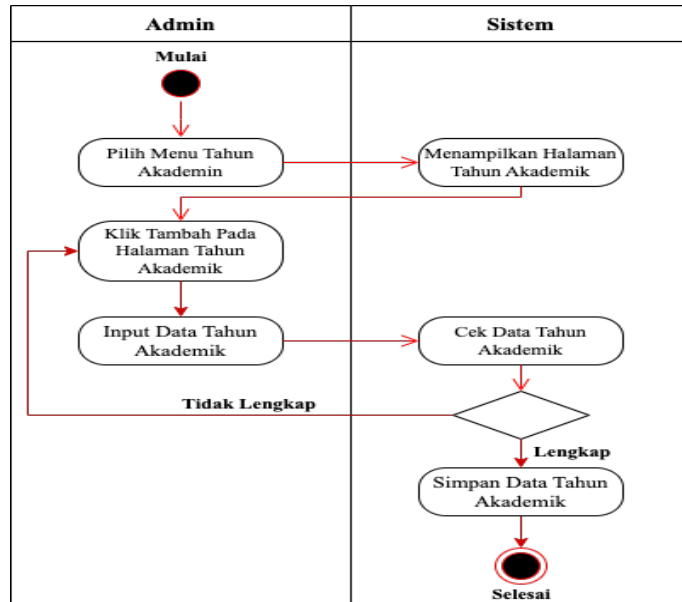 Admin
Sistem
Mulai
Pilih Menu Tahun
Akademin
Menampilkan Halaman
Tahun Akademik
Klik Tambah Pada
Halaman Tahun
Akademik
Input Data Tahun
Akademik
Cek Data Tahun
Akademik
Tidak Lengkap
Lengkap
Simpan Data Tahun
Akademik
Selesai